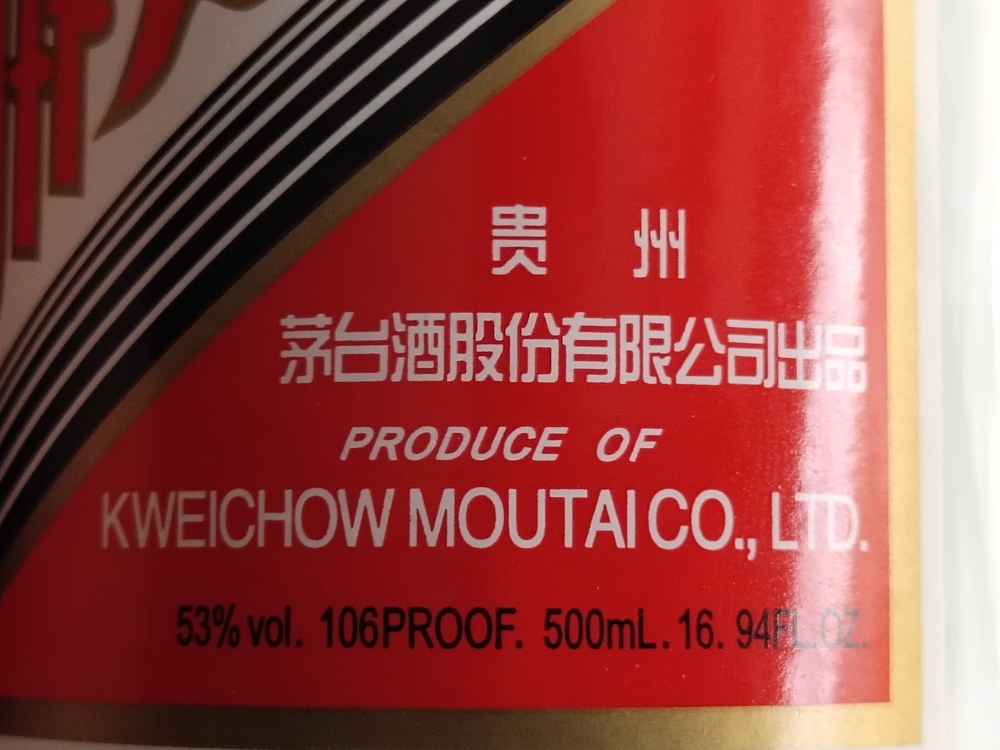 贵 州
茅台酒股份有限公司出品
PRODUCE OF
KWEICHOW MOUTAI CO., LTD.
53% vol. 106PROOF. 500mL. 16. 94FL.OZ.